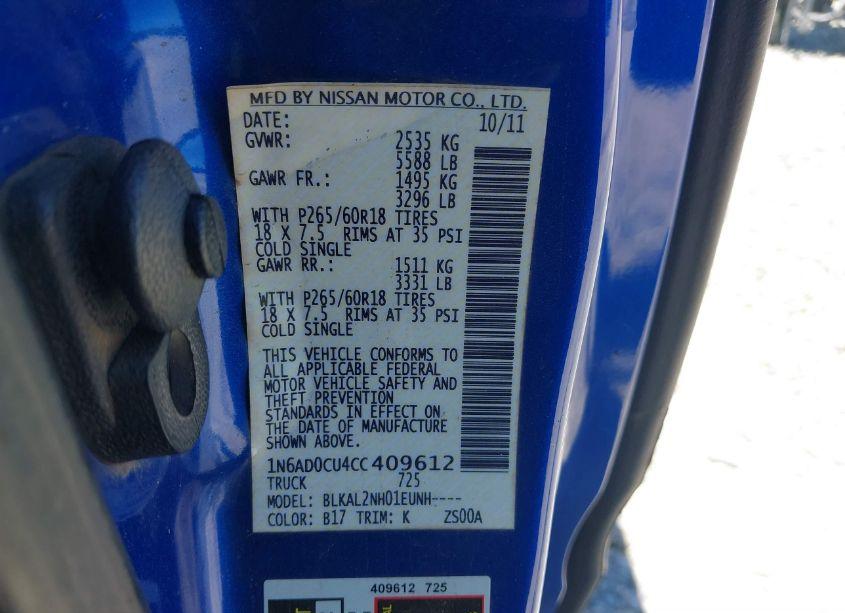 MFD BY NISSAN MOTOR CO., LTD.
DATE: 10/11
GVWR: 2535 KG
5588 LB
GAWR FR.: 1495 KG
3296 LB
WITH P265/60R18 TIRES
18 X 7.5 RIMS AT 35 PSI
COLD SINGLE
GAWR RR.: 1511 KG
3331 LB
WITH P265/60R18 TIRES
18 X 7.5 RIMS AT 35 PSI
COLD SINGLE
THIS VEHICLE CONFORMS TO
ALL APPLICABLE FEDERAL
MOTOR VEHICLE SAFETY AND
THEFT PREVENTION
STANDARDS IN EFFECT ON
THE DATE OF MANUFACTURE
SHOWN ABOVE.
1N6AD0CU4CC409612
TRUCK 725
MODEL: BLKAL2NH01EUNH----
COLOR: B17 TRIM: K ZS00A
409612 725